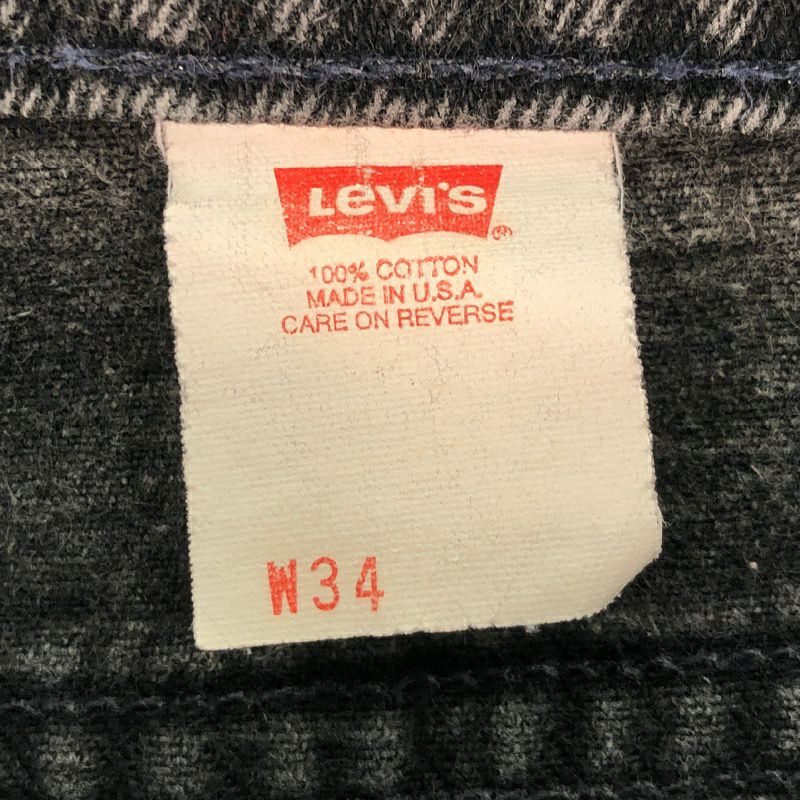 LeVI'S ®
100% COTTON
MADE IN U.S.A.
CARE ON REVERSE
W34